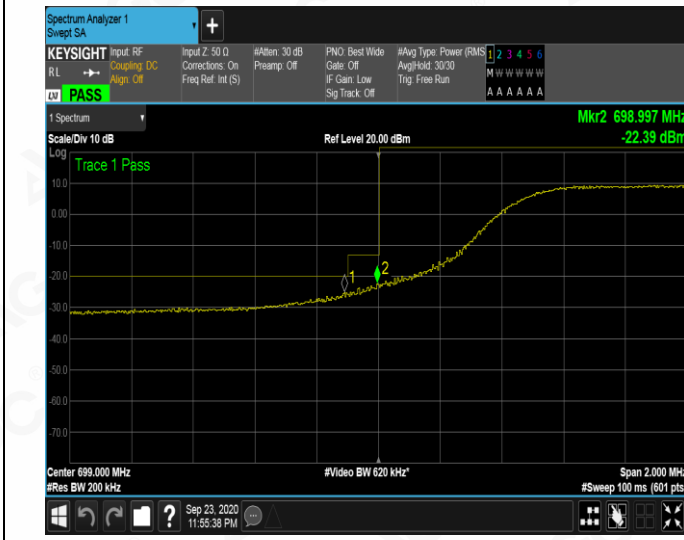 Spectrum Analyzer 1
Swept SA
+
KEYSIGHT Input: RF
RL
Coupling: DC
Align: Off
LXI PASS
Input Z: 50 Ω
Corrections: On
Freq Ref: Int (S)
#Atten: 30 dB
Preamp: Off
PNO: Best Wide
Gate: Off
IF Gain: Low
Sig Track: Off
#Avg Type: Power (RMS
Avg|Hold: 30/30
Trig: Free Run
1 2 3 4 5 6
M W W W W W
A A A A A A
1 Spectrum
Scale/Div 10 dB
Ref Level 20.00 dBm
Mkr2 698.997 MHz
-22.39 dBm
Log
Trace 1 Pass
10.0
0.00
-10.0
-20.0
-30.0
-40.0
-50.0
-60.0
-70.0
1
2
Center 699.000 MHz
#Res BW 200 kHz
#Video BW 620 kHz*
Span 2.000 MHz
#Sweep 100 ms (601 pts
?
Sep 23, 2020
11:55:38 PM